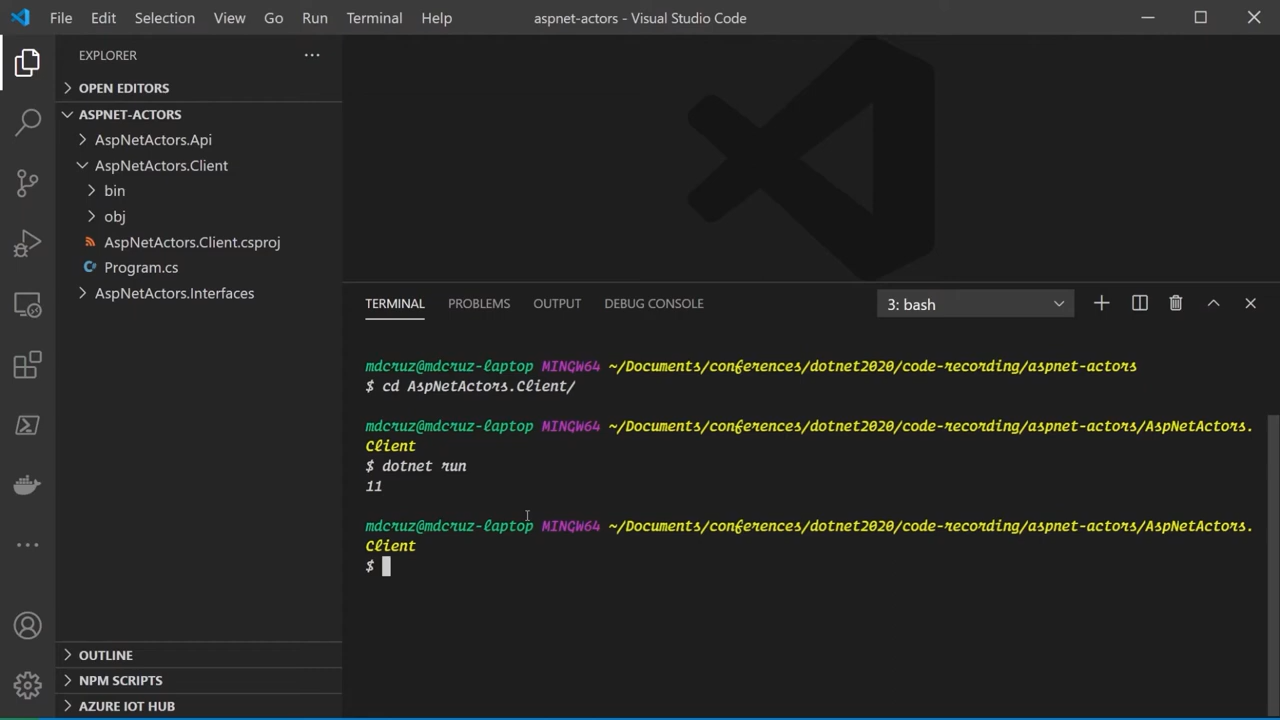 File Edit Selection View Go Run Terminal Help aspnet-actors - Visual Studio Code
EXPLORER
OPEN EDITORS
ASPNET-ACTORS
AspNetActors.Api
AspNetActors.Client
bin
obj
AspNetActors.Client.csproj
Program.cs
AspNetActors.Interfaces
OUTLINE
NPM SCRIPTS
AZURE IOT HUB
TERMINAL PROBLEMS OUTPUT DEBUG CONSOLE 3: bash
mdcruz@mdcruz-laptop MINGW64 ~/Documents/conferences/dotnet2020/code-recording/aspnet-actors
$ cd AspNetActors.Client/
mdcruz@mdcruz-laptop MINGW64 ~/Documents/conferences/dotnet2020/code-recording/aspnet-actors/AspNetActors.
Client
$ dotnet run
11
mdcruz@mdcruz-laptop MINGW64 ~/Documents/conferences/dotnet2020/code-recording/aspnet-actors/AspNetActors.
Client
$